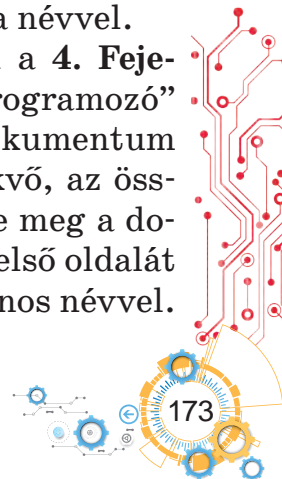 a névvel.
a 4. Feje-
rogramozó”
kumentum
kvő, az öss-
e meg a do-
első oldalát
nos névvel.
173